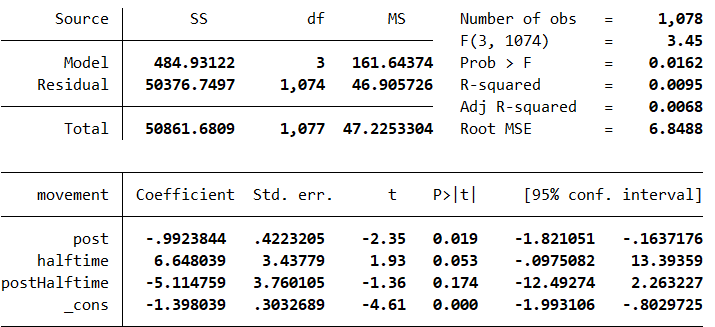 Source SS df MS Number of obs = 1,078
F(3, 1074) = 3.45
Model 484.93122 3 161.64374 Prob > F = 0.0162
Residual 50376.7497 1,074 46.905726 R-squared = 0.0095
Adj R-squared = 0.0068
Total 50861.6809 1,077 47.2253304 Root MSE = 6.8488
movement Coefficient Std. err. t P>|t| [95% conf. interval]
post -.9923844 .4223205 -2.35 0.019 -1.821051 -.1637176
halftime 6.648039 3.43779 1.93 0.053 -.0975082 13.39359
postHalftime -5.114759 3.760105 -1.36 0.174 -12.49274 2.263227
_cons -1.398039 .3032689 -4.61 0.000 -1.993106 -.8029725